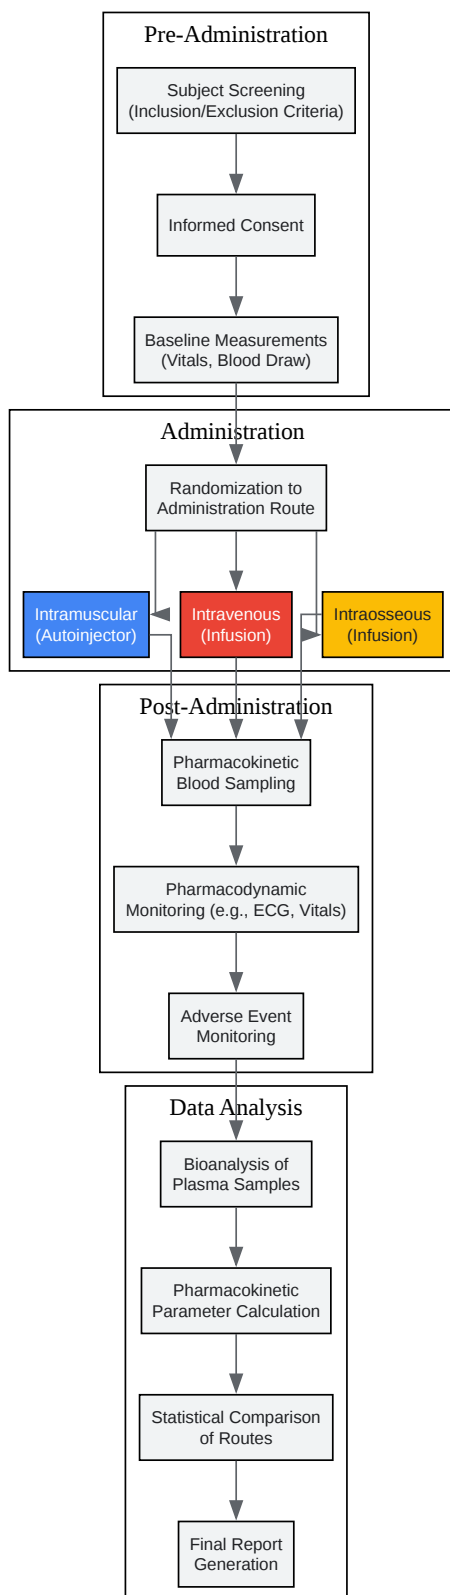 Pre-Administration
Subject Screening
(Inclusion/Exclusion Criteria)
Informed Consent
Baseline Measurements
(Vitals, Blood Draw)
Administration
Randomization to
Administration Route
Intramuscular
(Autoinjector)
Intravenous
(Infusion)
Intraosseous
(Infusion)
Post-Administration
Pharmacokinetic
Blood Sampling
Pharmacodynamic
Monitoring (e.g., ECG, Vitals)
Adverse Event
Monitoring
Data Analysis
Bioanalysis of
Plasma Samples
Pharmacokinetic
Parameter Calculation
Statistical Comparison
of Routes
Final Report
Generation